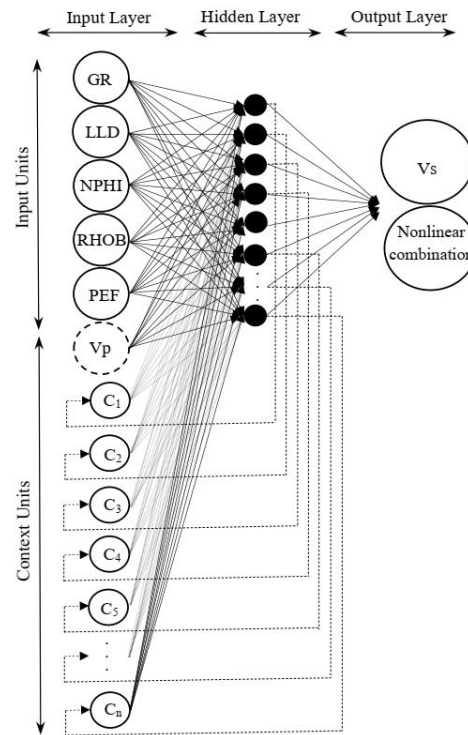 Input Layer Hidden Layer Output Layer
Input Units
GR
LLD
NPHI
RHOB
PEF
Vp
Vs
Nonlinear
combination
Context Units
C₁
C₂
C₃
C₄
C₅
Cₙ